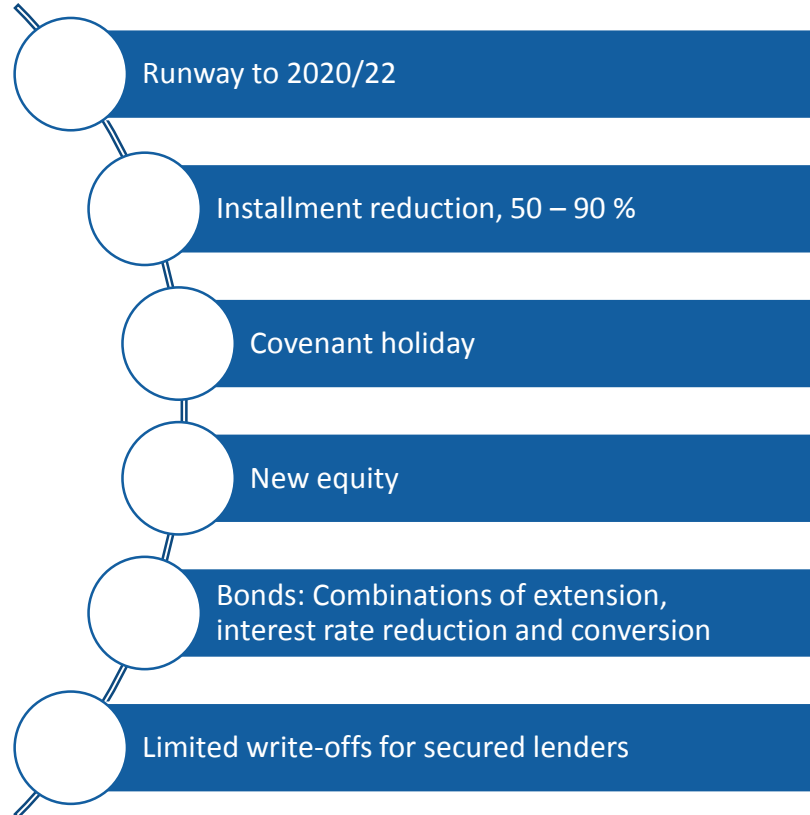 Runway to 2020/22
Installment reduction, 50 – 90 %
Covenant holiday
New equity
Bonds: Combinations of extension,
interest rate reduction and conversion
Limited write-offs for secured lenders